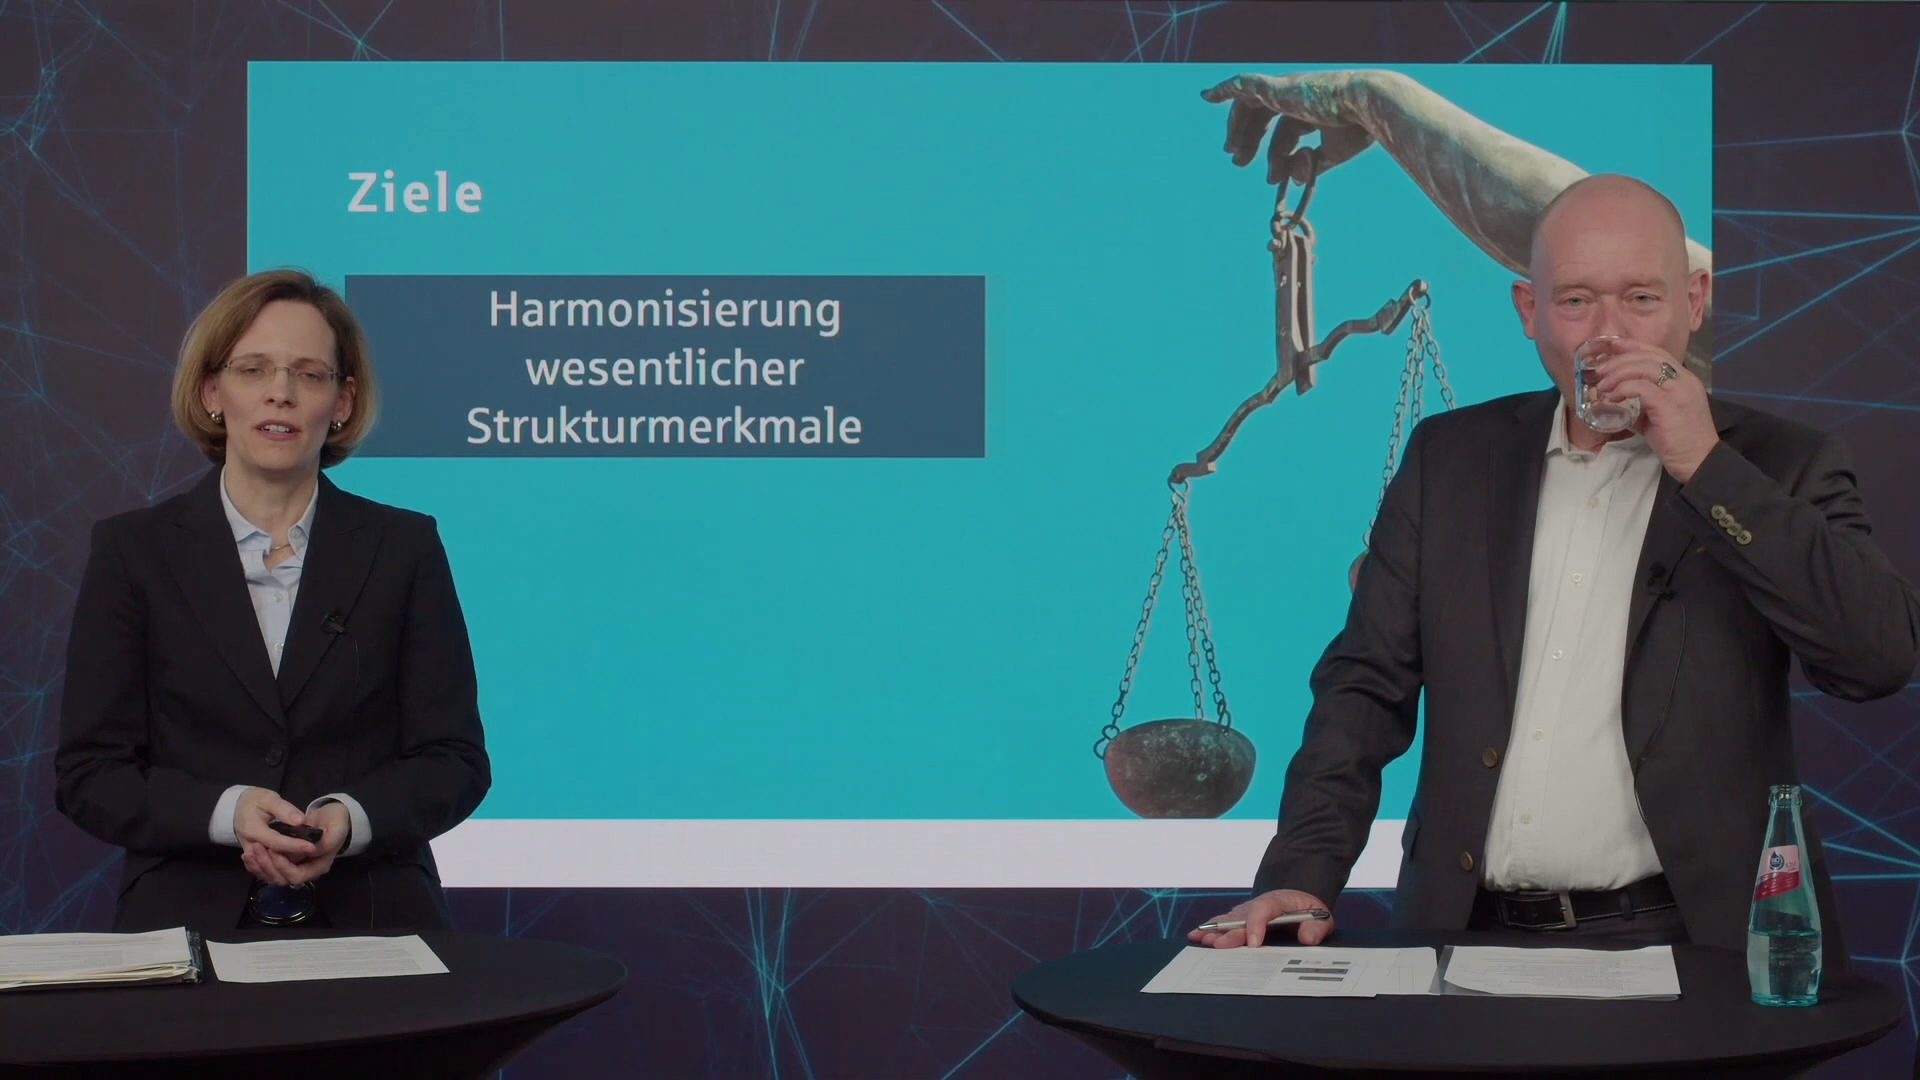 Ziele
Harmonisierung
wesentlicher
Strukturmerkmale